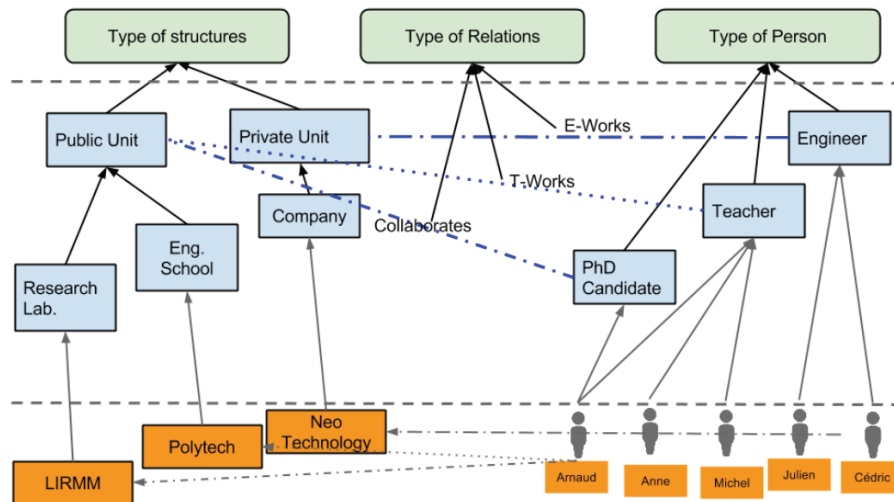 Type of structures
Type of Relations
Type of Person
Public Unit
Private Unit
E-Works
Engineer
T-Works
Company
Teacher
Collaborates
Eng.
School
PhD
Candidate
Research
Lab.
Neo
Technology
Polytech
LIRMM
Arnaud
Anne
Michel
Julien
Cédric